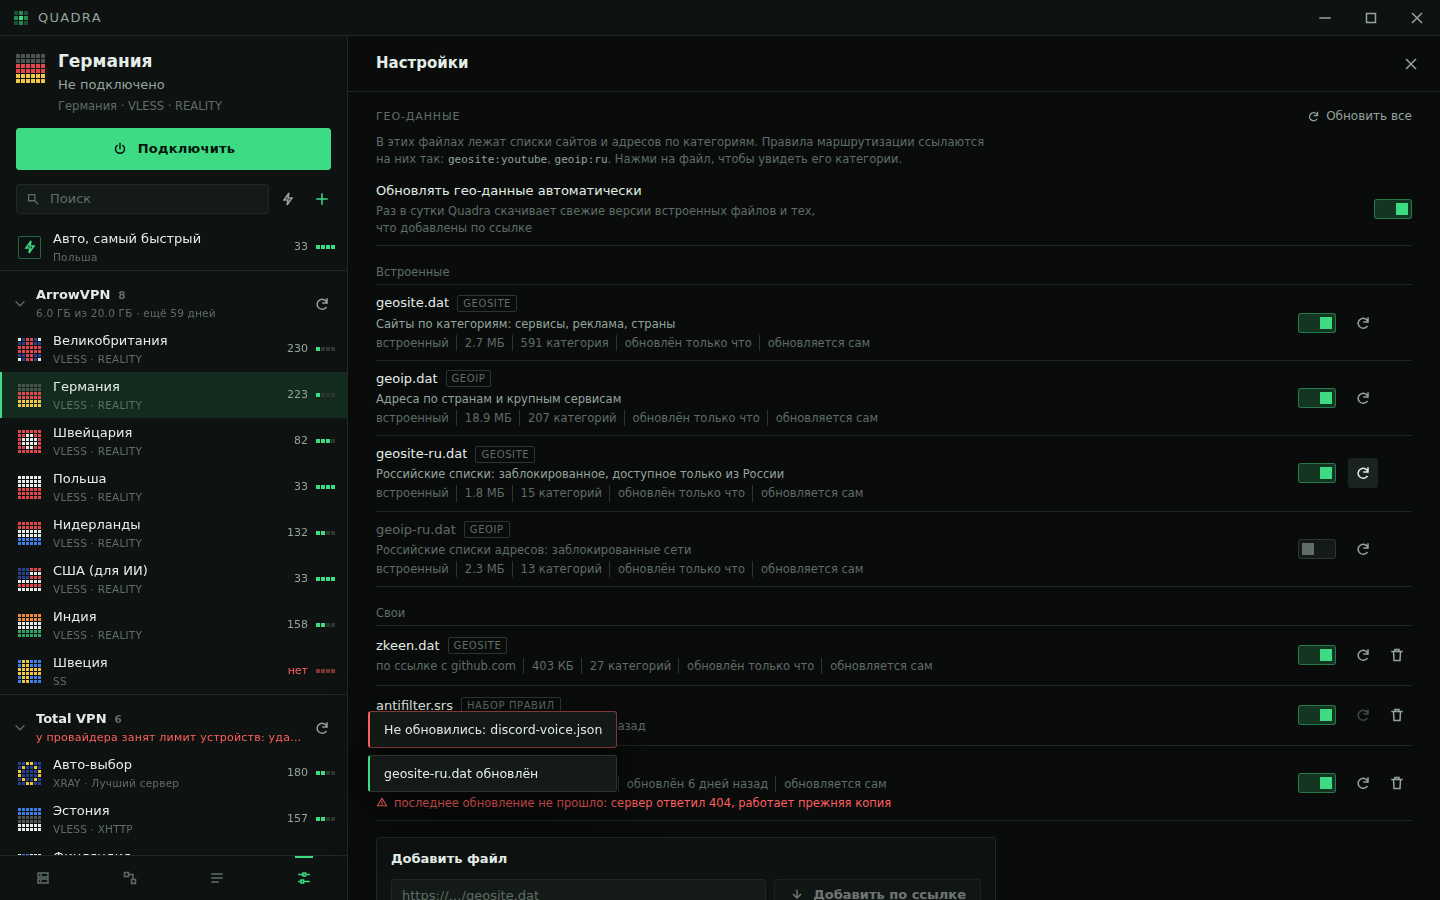 QUADRA
Германия
Не подключено
Германия · VLESS · REALITY
Подключить
Поиск
Авто, самый быстрый
Польша
33
ArrowVPN 8
6.0 ГБ из 20.0 ГБ · ещё 59 дней
Великобритания
VLESS · REALITY
230
Германия
VLESS · REALITY
223
Швейцария
VLESS · REALITY
82
Польша
VLESS · REALITY
33
Нидерланды
VLESS · REALITY
132
США (для ИИ)
VLESS · REALITY
33
Индия
VLESS · REALITY
158
Швеция
SS
нет
Total VPN 6
у провайдера занят лимит устройств: уда...
Авто-выбор
XRAY · Лучший сервер
180
Эстония
VLESS · XHTTP
157
Настройки
ГЕО-ДАННЫЕ
Обновить все
В этих файлах лежат списки сайтов и адресов по категориям. Правила маршрутизации ссылаются
на них так: geosite:youtube, geoip:ru. Нажми на файл, чтобы увидеть его категории.
Обновлять гео-данные автоматически
Раз в сутки Quadra скачивает свежие версии встроенных файлов и тех,
что добавлены по ссылке
Встроенные
geosite.dat GEOSITE
Сайты по категориям: сервисы, реклама, страны
встроенный 2.7 МБ 591 категория обновлён только что обновляется сам
geoip.dat GEOIP
Адреса по странам и крупным сервисам
встроенный 18.9 МБ 207 категорий обновлён только что обновляется сам
geosite-ru.dat GEOSITE
Российские списки: заблокированное, доступное только из России
встроенный 1.8 МБ 15 категорий обновлён только что обновляется сам
geoip-ru.dat GEOIP
Российские списки адресов: заблокированные сети
встроенный 2.3 МБ 13 категорий обновлён только что обновляется сам
Свои
zkeen.dat GEOSITE
по ссылке с github.com 403 КБ 27 категорий обновлён только что обновляется сам
antifilter.srs НАБОР ПРАВИЛ
азад
Не обновились: discord-voice.json
geosite-ru.dat обновлён
обновлён 6 дней назад обновляется сам
последнее обновление не прошло: сервер ответил 404, работает прежняя копия
Добавить файл
https://.../geosite.dat
Добавить по ссылке